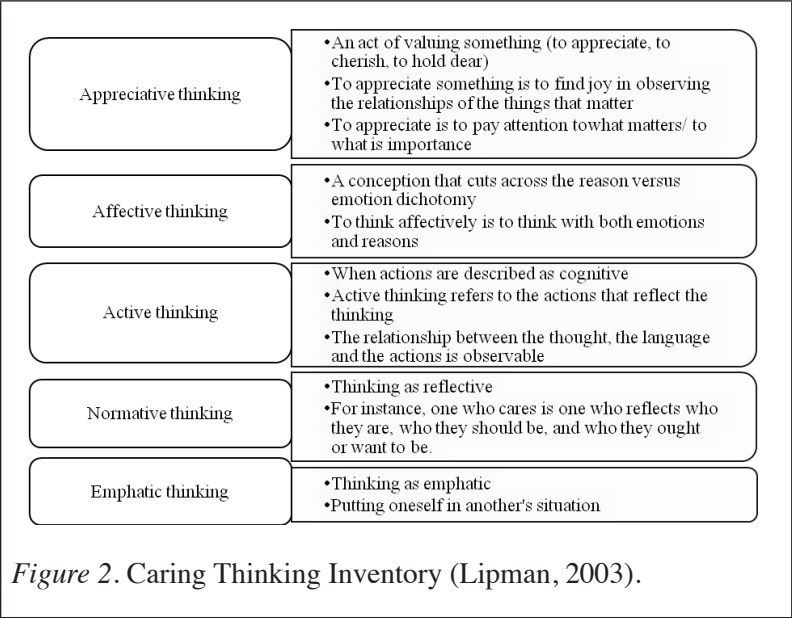 Appreciative thinking
•An act of valuing something (to appreciate, to
cherish, to hold dear)
•To appreciate something is to find joy in observing
the relationships of the things that matter
•To appreciate is to pay attention towhat matters/ to
what is importance
Affective thinking
•A conception that cuts across the reason versus
emotion dichotomy
•To think affectively is to think with both emotions
and reasons
Active thinking
•When actions are described as cognitive
•Active thinking refers to the actions that reflect the
thinking
•The relationship between the thought, the language
and the actions is observable
Normative thinking
•Thinking as reflective
•For instance, one who cares is one who reflects who
they are, who they should be, and who they ought
or want to be.
Emphatic thinking
•Thinking as emphatic
•Putting oneself in another's situation
Figure 2. Caring Thinking Inventory (Lipman, 2003).